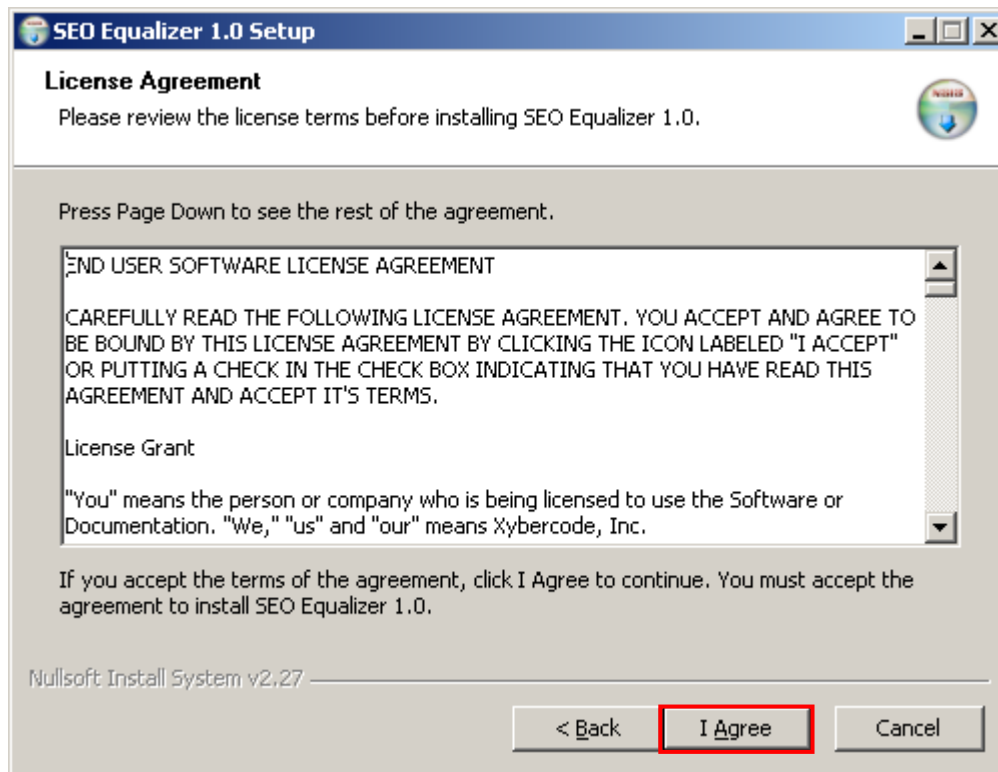 SEO Equalizer 1.0 Setup
License Agreement
Please review the license terms before installing SEO Equalizer 1.0.
Press Page Down to see the rest of the agreement.
END USER SOFTWARE LICENSE AGREEMENT
CAREFULLY READ THE FOLLOWING LICENSE AGREEMENT. YOU ACCEPT AND AGREE TO
BE BOUND BY THIS LICENSE AGREEMENT BY CLICKING THE ICON LABELED "I ACCEPT"
OR PUTTING A CHECK IN THE CHECK BOX INDICATING THAT YOU HAVE READ THIS
AGREEMENT AND ACCEPT IT'S TERMS.
License Grant
"You" means the person or company who is being licensed to use the Software or
Documentation. "We," "us" and "our" means Xybercode, Inc.
If you accept the terms of the agreement, click I Agree to continue. You must accept the
agreement to install SEO Equalizer 1.0.
Nullsoft Install System v2.27
< Back I Agree Cancel